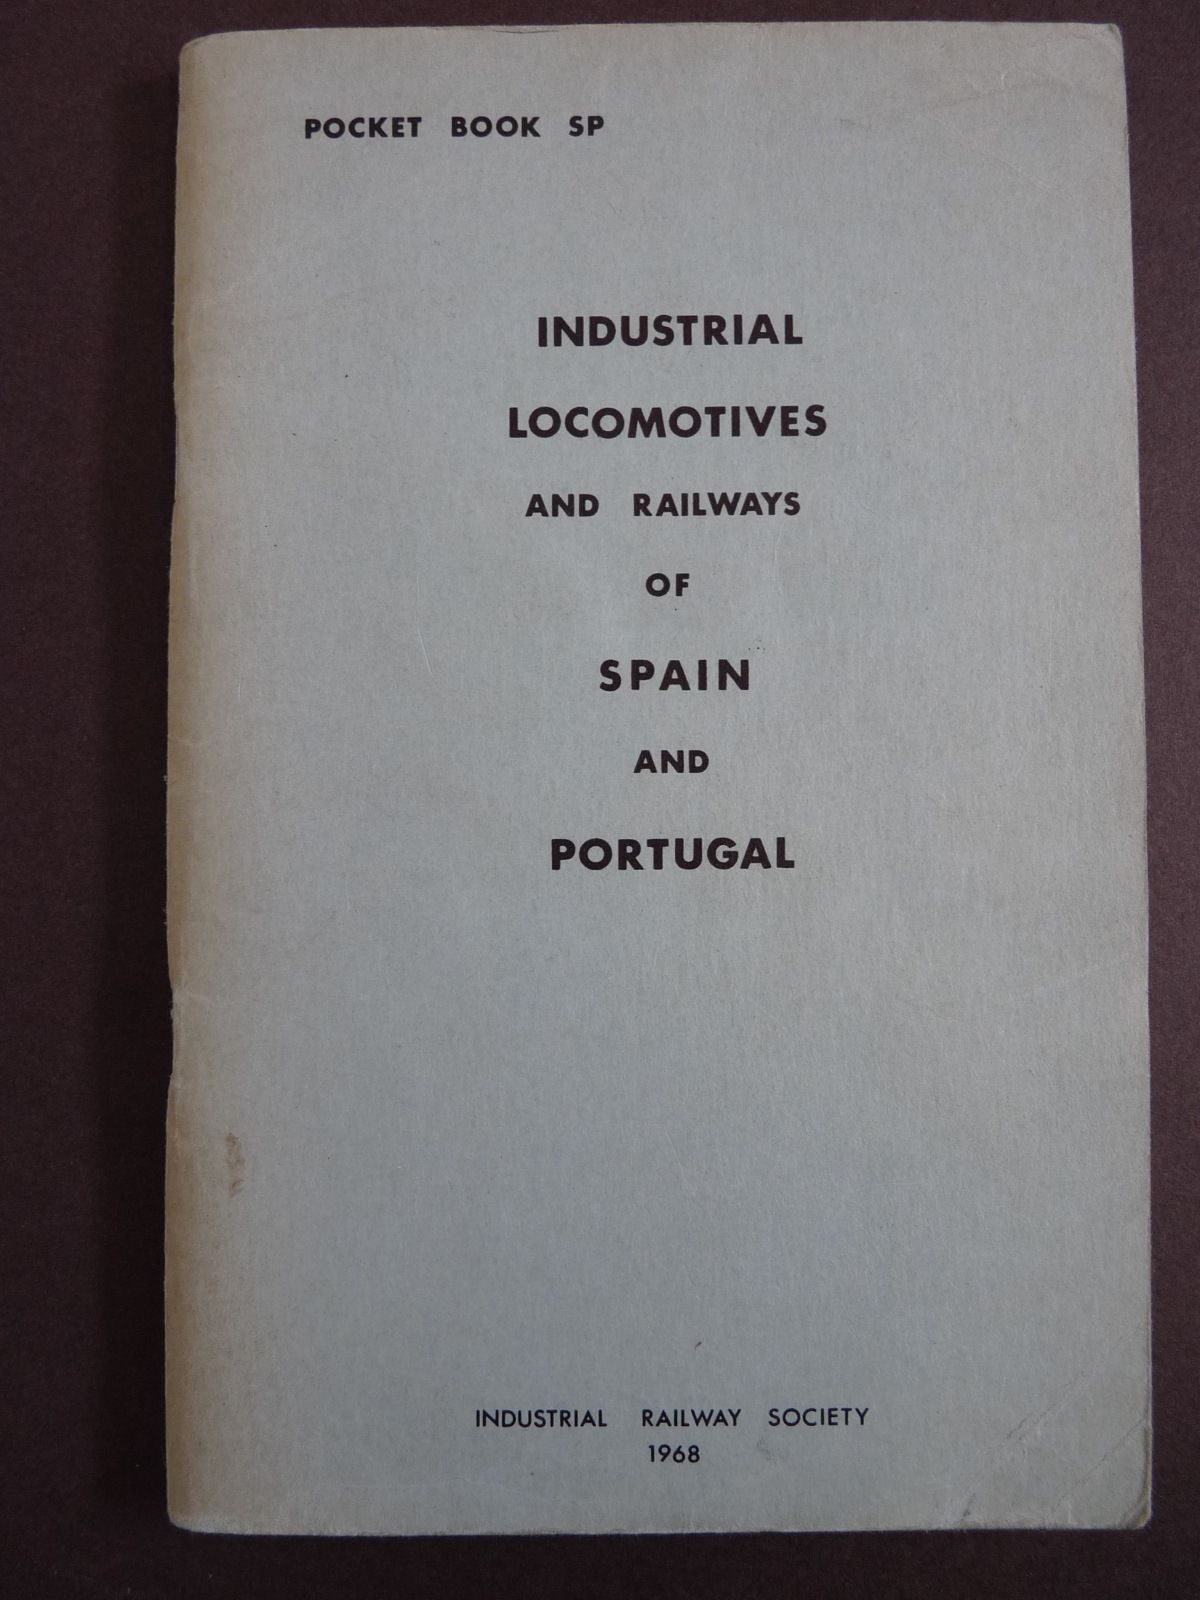 POCKET BOOK SP
INDUSTRIAL
LOCOMOTIVES
AND RAILWAYS
OF
SPAIN
AND
PORTUGAL
INDUSTRIAL RAILWAY SOCIETY
1968